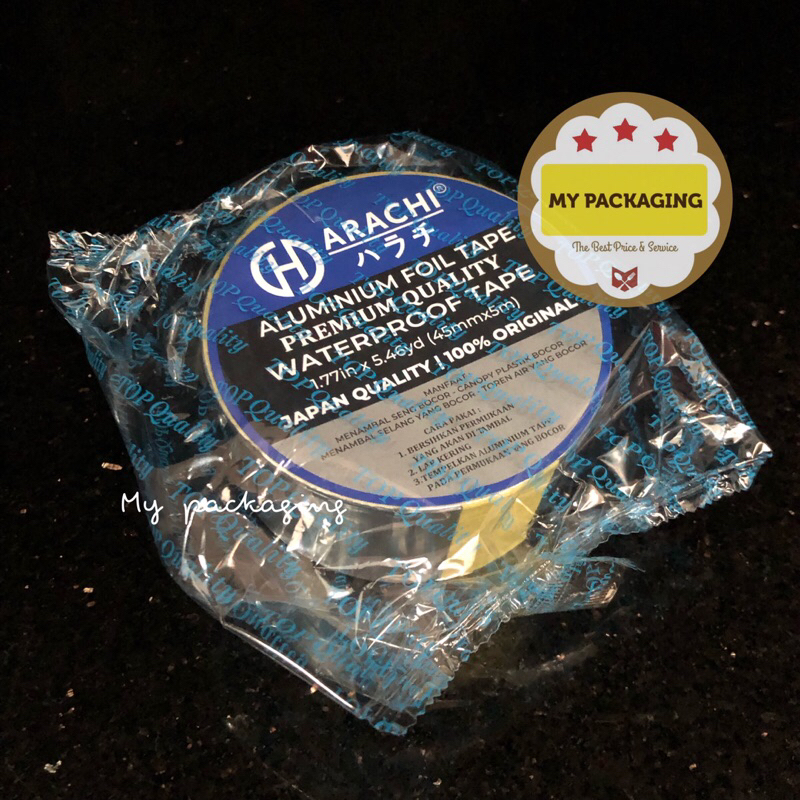 HARACHI®
ハラチ
ALUMINIUM FOIL TAPE
PREMIUM QUALITY
WATERPROOF TAPE
1.77in x 5.46yd (45mmx5m)
JAPAN QUALITY | 100% ORIGINAL
MANFAAT :
MENAMBAL SENG BOCOR - CANOPY PLASTIK BOCOR
MENAMBAL SELANG YANG BOCOR - TOREN AIR YANG BOCOR
CARA PAKAI :
1. BERSIHKAN PERMUKAAN
YANG AKAN DI TAMBAL
2. LAP KERING
3. TEMPELKAN ALUMINIUM TAPE
PADA PERMUKAAN YANG BOCOR
TOP Quality
MY PACKAGING
The Best Price & Service
My packaging